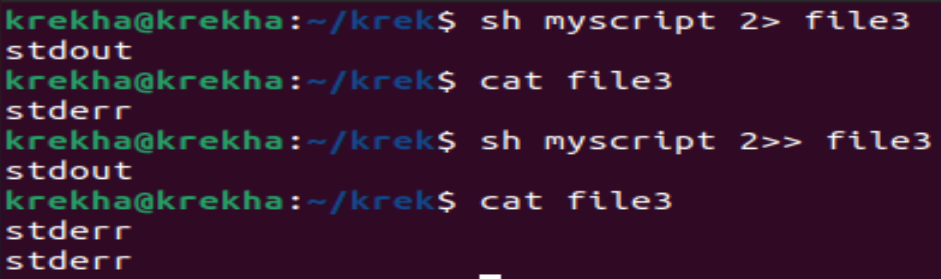 krekha@krekha:~/krek$ sh myscript 2> file3
stdout
krekha@krekha:~/krek$ cat file3
stderr
krekha@krekha:~/krek$ sh myscript 2>> file3
stdout
krekha@krekha:~/krek$ cat file3
stderr
stderr